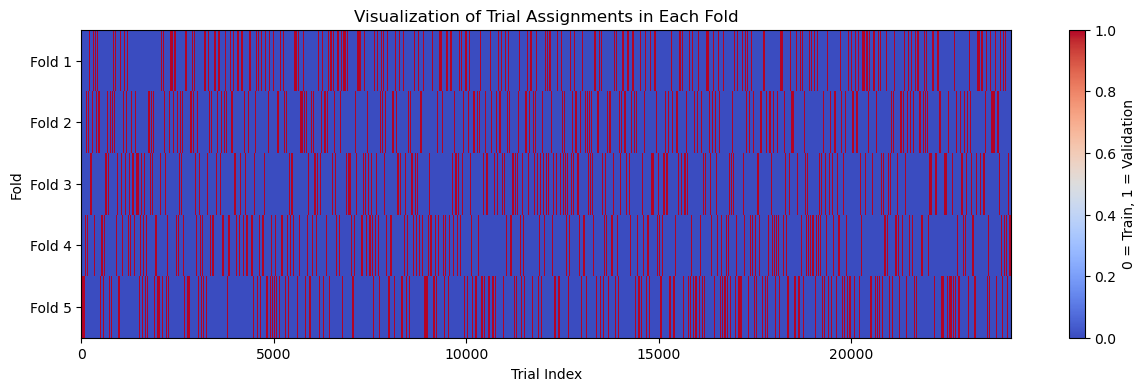 Visualization of Trial Assignments in Each Fold
Fold 1
Fold 2
Fold 3
Fold 4
Fold 5
Fold
0
5000
10000
15000
20000
Trial Index
1.0
0.8
0.6
0.4
0.2
0.0
0 = Train, 1 = Validation